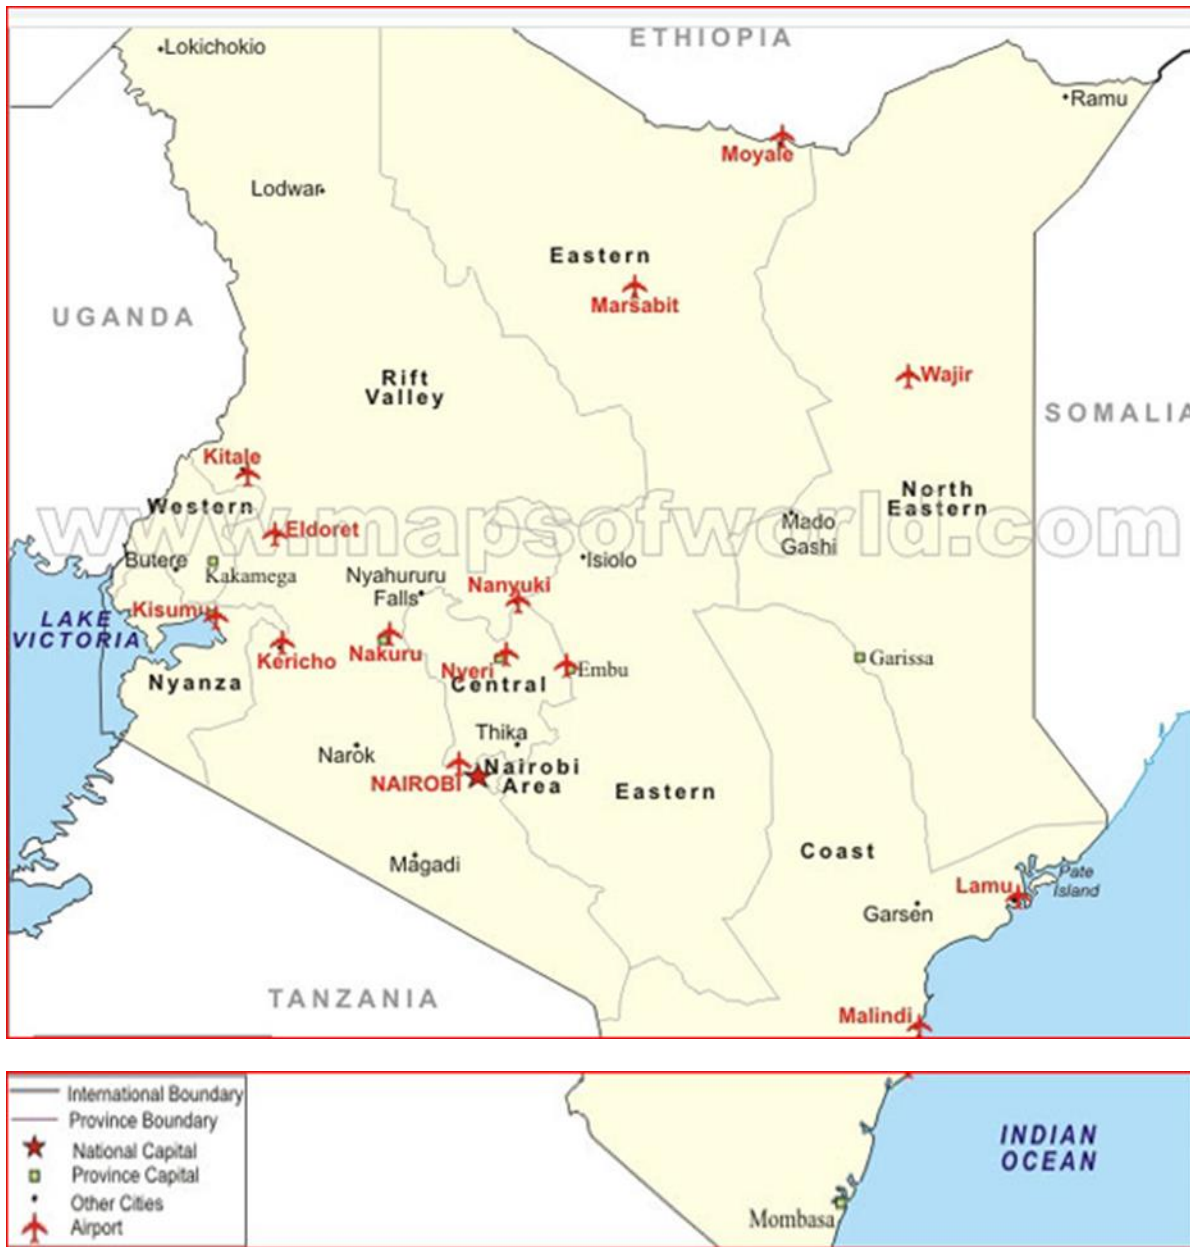 ETHIOPIA
Lokichokio
Ramu
Moyale
Lodwar
Eastern
Marsabit
UGANDA
Rift
Valley
Wajir
SOMALIA
Kitale
North
Eastern
Western
www.mapsofworld.com
Eldoret
Mado
Gashi
Butere
Kakamega
Isiolo
Nyahururu
Falls
Nanyuki
LAKE
VICTORIA
Kisumu
Kericho
Nakuru
Nyeri
Embu
Garissa
Nyanza
Central
Thika
Narok
NAIROBI
Nairobi
Area
Eastern
Coast
Magadi
Lamu
Pate
Island
Garsen
TANZANIA
Malindi
International Boundary
Province Boundary
National Capital
Province Capital
Other Cities
Airport
INDIAN
OCEAN
Mombasa